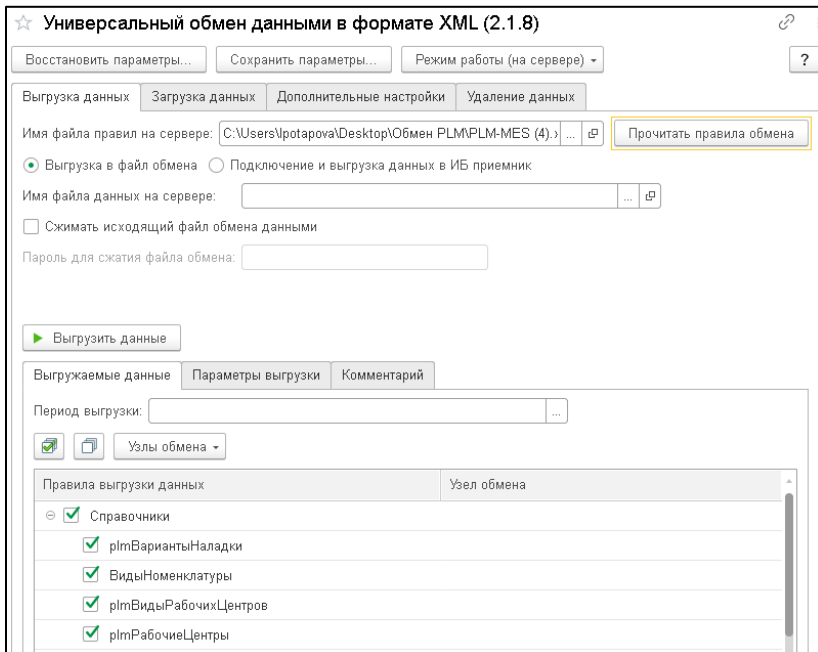 Универсальный обмен данными в формате XML (2.1.8)
Восстановить параметры... Сохранить параметры... Режим работы (на сервере) ?
Выгрузка данных Загрузка данных Дополнительные настройки Удаление данных
Имя файла правил на сервере: C:\Users\lpotapova\Desktop\Обмен PLM\PLM-MES (4).x ... Прочитать правила обмена
Выгрузка в файл обмена Подключение и выгрузка данных в ИБ приемник
Имя файла данных на сервере: ...
Сжимать исходящий файл обмена данными
Пароль для сжатия файла обмена:
Выгрузить данные
Выгружаемые данные Параметры выгрузки Комментарий
Период выгрузки: ...
Узлы обмена
Правила выгрузки данных Узел обмена
Справочники
plmВариантыНаладки
ВидыНоменклатуры
plmВидыРабочихЦентров
plmРабочиеЦентры